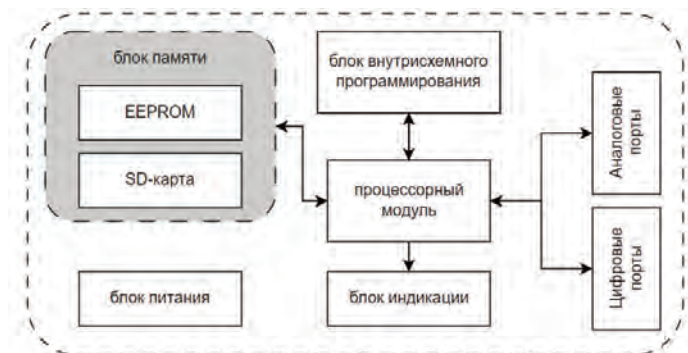 блок памяти
EEPROM
SD-карта
блок внутрисхемного
программирования
процессорный
модуль
Аналоговые
порты
Цифровые
порты
блок питания
блок индикации